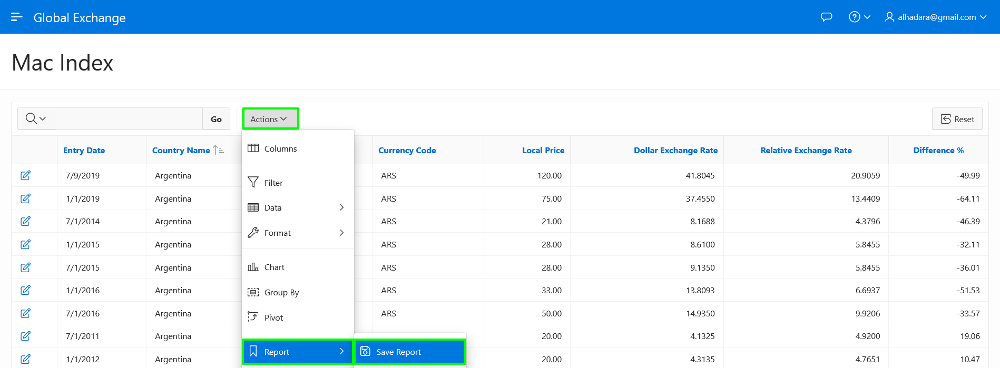 Global Exchange
? alhadara@gmail.com
Mac Index
Go Actions Reset
Entry Date Country Name Currency Code Local Price Dollar Exchange Rate Relative Exchange Rate Difference %
Columns
7/9/2019 Argentina ARS 120.00 41.8045 20.9059 -49.99
Filter
1/1/2019 Argentina ARS 75.00 37.4550 13.4409 -64.11
Data
7/1/2014 Argentina ARS 21.00 8.1688 4.3796 -46.39
Format
1/1/2015 Argentina ARS 28.00 8.6100 5.8455 -32.11
Chart
7/1/2015 Argentina ARS 28.00 9.1350 5.8455 -36.01
Group By
1/1/2016 Argentina ARS 33.00 13.8093 6.6937 -51.53
Pivot
7/1/2016 Argentina ARS 50.00 14.9350 9.9206 -33.57
7/1/2011 Argentina 20.00 4.1325 4.9200 19.06
Report Save Report
1/1/2012 Argentina 20.00 4.3135 4.7651 10.47